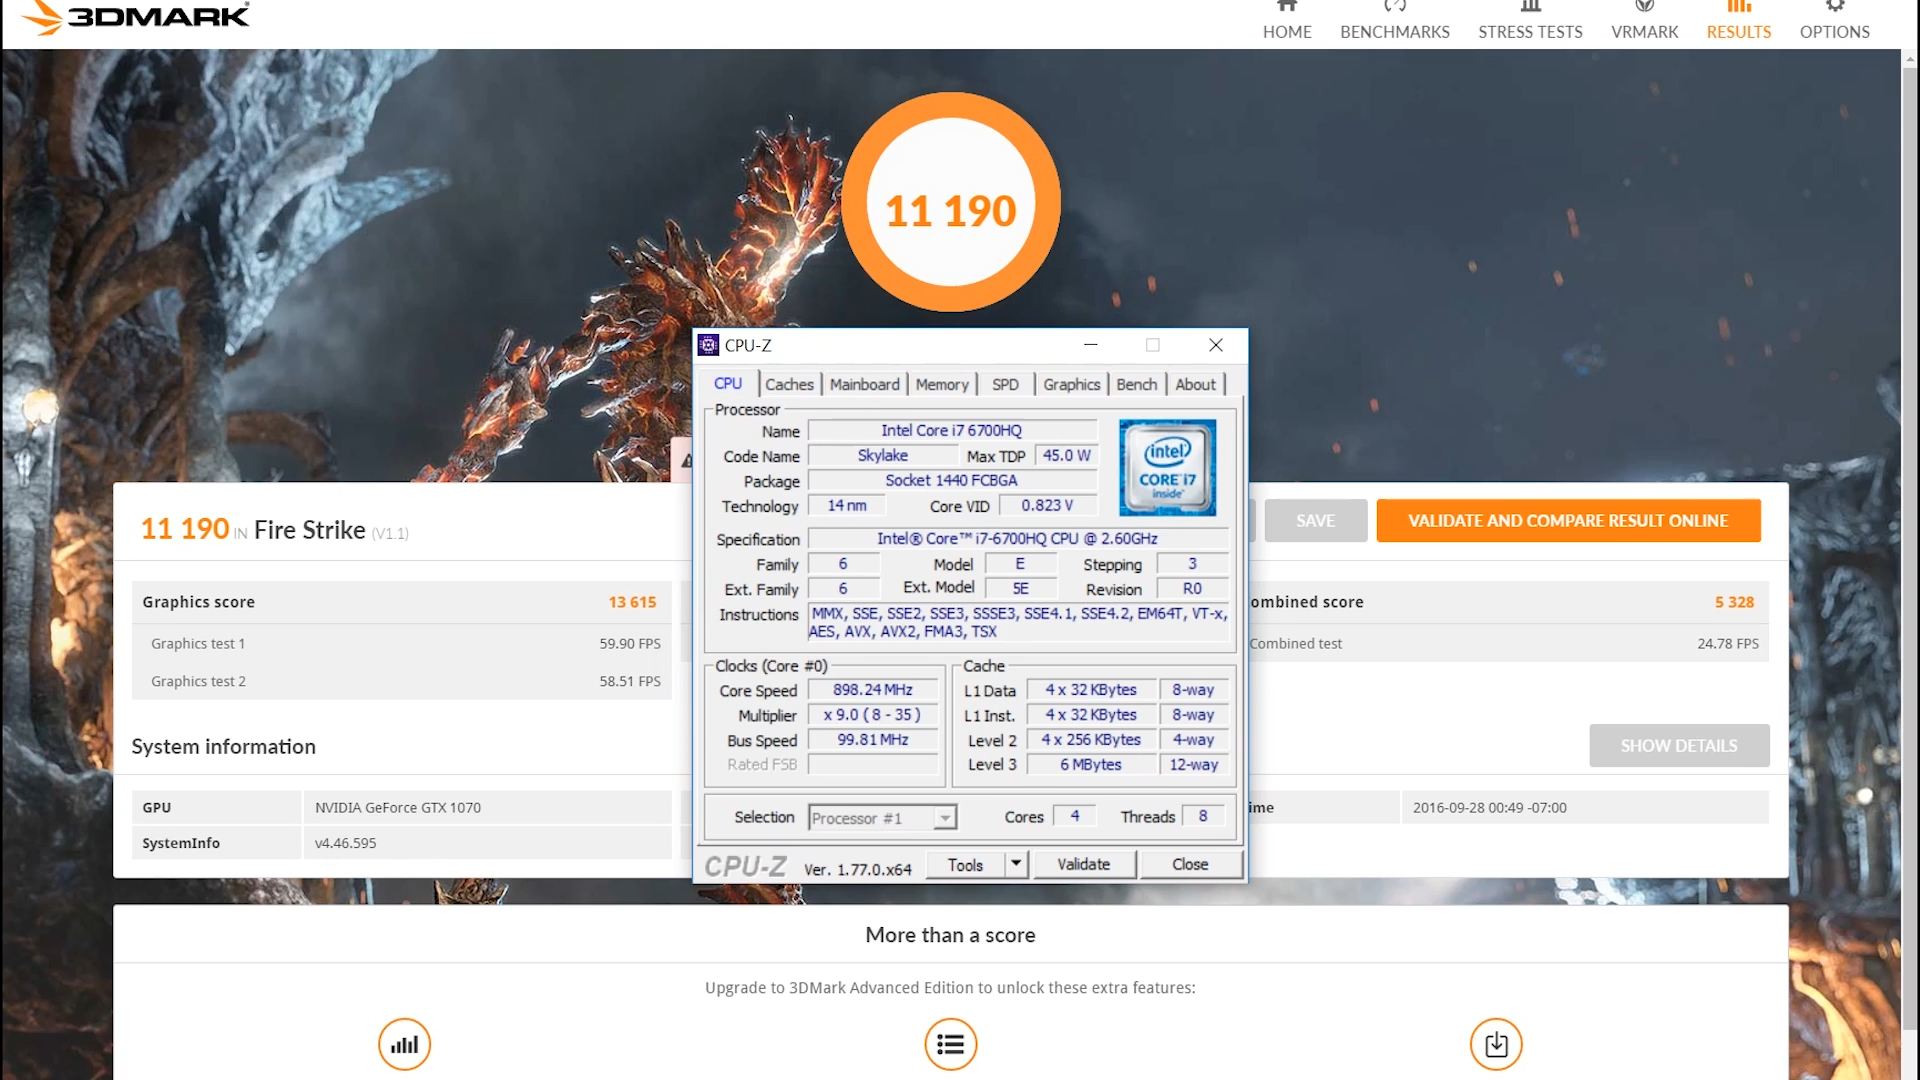 3DMARK®
HOME BENCHMARKS STRESS TESTS VRMARK RESULTS OPTIONS
11 190
CPU-Z
CPU Caches Mainboard Memory SPD Graphics Bench About
Processor
Name Intel Core i7 6700HQ
Code Name Skylake Max TDP 45.0 W
Package Socket 1440 FCBGA
Technology 14 nm Core VID 0.823 V
intel
CORE i7
inside
Specification Intel® Core™ i7-6700HQ CPU @ 2.60GHz
Family 6 Model E Stepping 3
Ext. Family 6 Ext. Model 5E Revision R0
Instructions MMX, SSE, SSE2, SSE3, SSSE3, SSE4.1, SSE4.2, EM64T, VT-x,
AES, AVX, AVX2, FMA3, TSX
Clocks (Core #0)
Core Speed 898.24 MHz
Multiplier x 9.0 ( 8 - 35 )
Bus Speed 99.81 MHz
Rated FSB
Cache
L1 Data 4 x 32 KBytes 8-way
L1 Inst. 4 x 32 KBytes 8-way
Level 2 4 x 256 KBytes 4-way
Level 3 6 MBytes 12-way
Selection Processor #1 Cores 4 Threads 8
CPU-Z Ver. 1.77.0.x64 Tools Validate Close
11 190 IN Fire Strike (V1.1)
SAVE VALIDATE AND COMPARE RESULT ONLINE
Graphics score 13 615
Graphics test 1 59.90 FPS
Graphics test 2 58.51 FPS
ombined score 5 328
Combined test 24.78 FPS
System information
SHOW DETAILS
GPU NVIDIA GeForce GTX 1070
SystemInfo v4.46.595
ime 2016-09-28 00:49 -07:00
More than a score
Upgrade to 3DMark Advanced Edition to unlock these extra features: